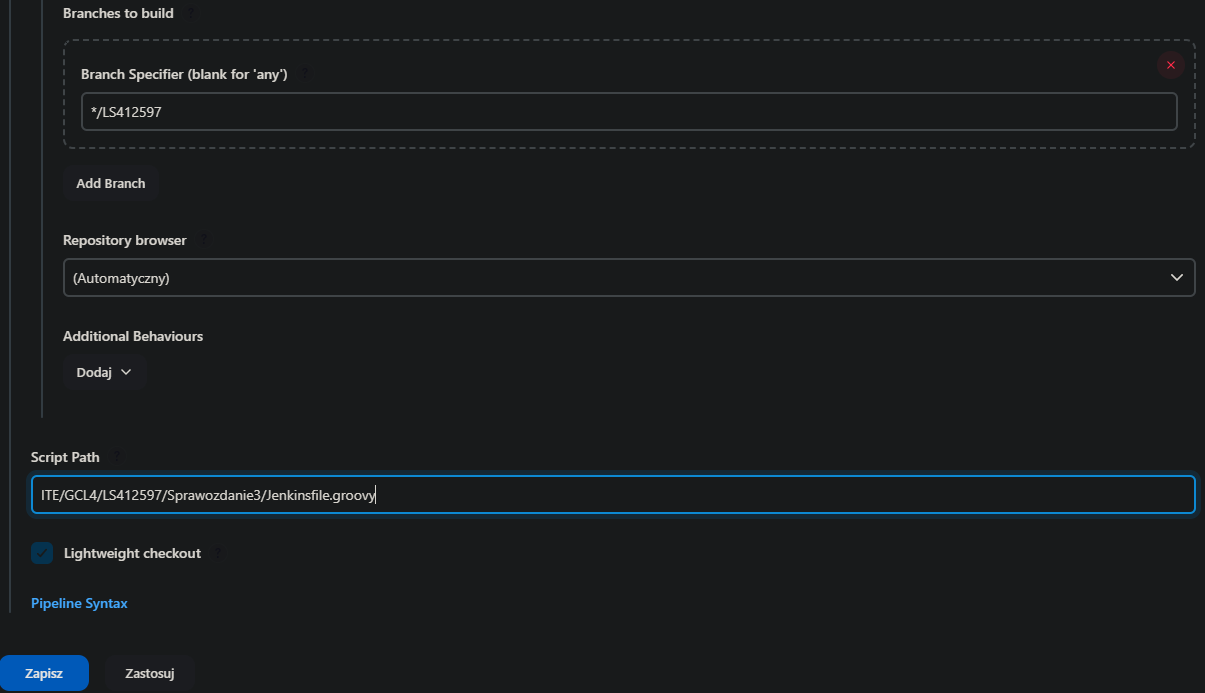 Branches to build ?
Branch Specifier (blank for 'any') ?
*/LS412597
Add Branch
Repository browser ?
(Automatyczny)
Additional Behaviours
Dodaj
Script Path ?
ITE/GCL4/LS412597/Sprawozdanie3/Jenkinsfile.groovy
Lightweight checkout ?
Pipeline Syntax
Zapisz
Zastosuj